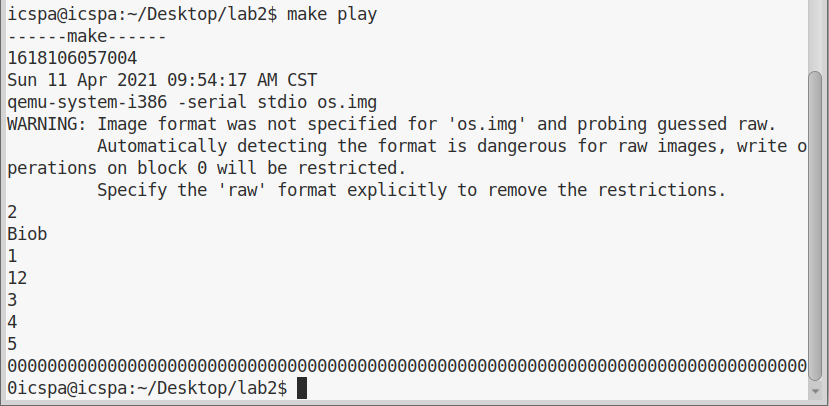 icspa@icspa:~/Desktop/lab2$ make play
------make------
1618106057004
Sun 11 Apr 2021 09:54:17 AM CST
qemu-system-i386 -serial stdio os.img
WARNING: Image format was not specified for 'os.img' and probing guessed raw.
         Automatically detecting the format is dangerous for raw images, write o
perations on block 0 will be restricted.
         Specify the 'raw' format explicitly to remove the restrictions.
2
Biob
1
12
3
4
5
00000000000000000000000000000000000000000000000000000000000000000000000000000000
0icspa@icspa:~/Desktop/lab2$